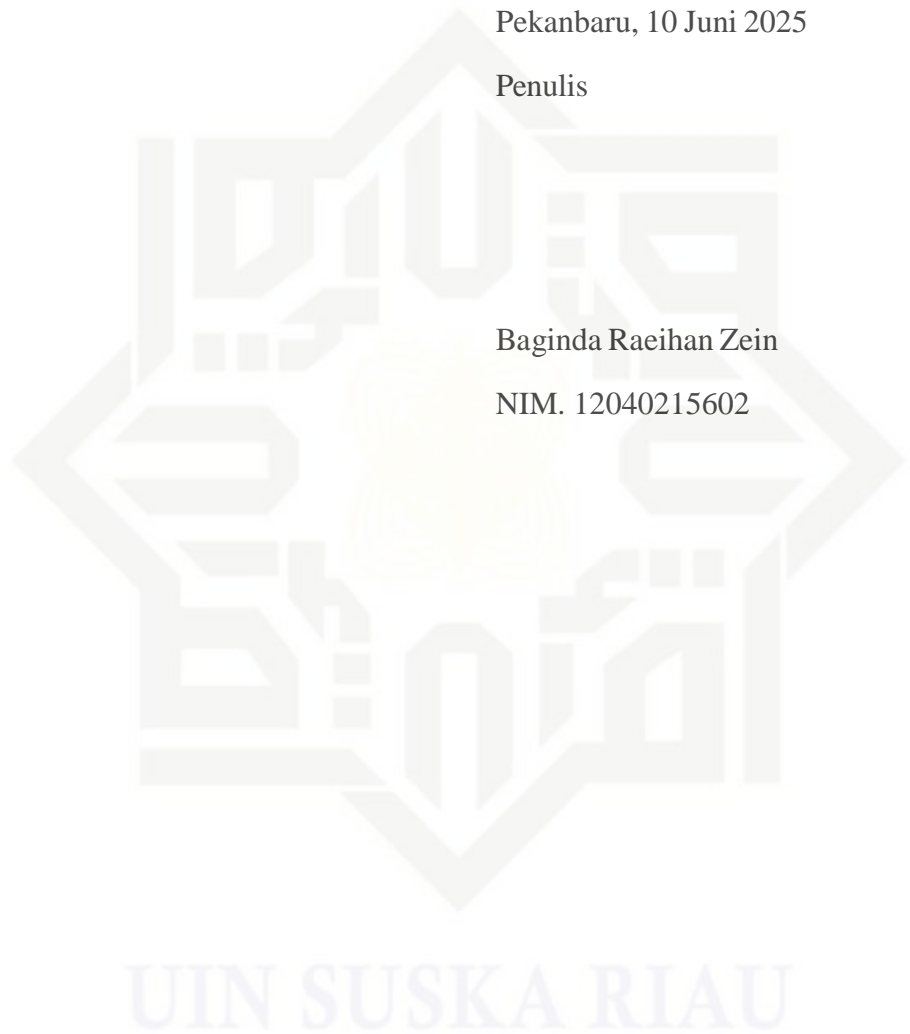 Pekanbaru, 10 Juni 2025
Penulis
Baginda Raeihan Zein
NIM. 12040215602
UIN SUSKA RIAU